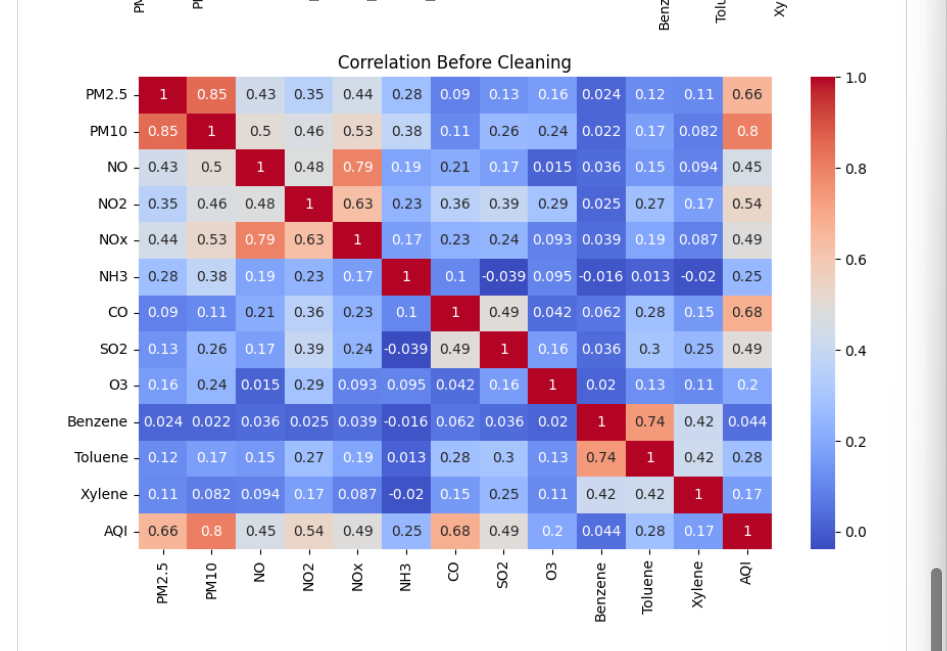 Benz
Xy
Correlation Before Cleaning
PM2.5 1 0.85 0.43 0.35 0.44 0.28 0.09 0.13 0.16 0.024 0.12 0.11 0.66
PM10 0.85 1 0.5 0.46 0.53 0.38 0.11 0.26 0.24 0.022 0.17 0.082 0.8
NO 0.43 0.5 1 0.48 0.79 0.19 0.21 0.17 0.015 0.036 0.15 0.094 0.45
NO2 0.35 0.46 0.48 1 0.63 0.23 0.36 0.39 0.29 0.025 0.27 0.17 0.54
NOx 0.44 0.53 0.79 0.63 1 0.17 0.23 0.24 0.093 0.039 0.19 0.087 0.49
NH3 0.28 0.38 0.19 0.23 0.17 1 0.1 -0.039 0.095 -0.016 0.013 -0.02 0.25
CO 0.09 0.11 0.21 0.36 0.23 0.1 1 0.49 0.042 0.062 0.28 0.15 0.68
SO2 0.13 0.26 0.17 0.39 0.24 -0.039 0.49 1 0.16 0.036 0.3 0.25 0.49
O3 0.16 0.24 0.015 0.29 0.093 0.095 0.042 0.16 1 0.02 0.13 0.11 0.2
Benzene 0.024 0.022 0.036 0.025 0.039 -0.016 0.062 0.036 0.02 1 0.74 0.42 0.044
Toluene 0.12 0.17 0.15 0.27 0.19 0.013 0.28 0.3 0.13 0.74 1 0.42 0.28
Xylene 0.11 0.082 0.094 0.17 0.087 -0.02 0.15 0.25 0.11 0.42 0.42 1 0.17
AQI 0.66 0.8 0.45 0.54 0.49 0.25 0.68 0.49 0.2 0.044 0.28 0.17 1
PM2.5 PM10 NO NO2 NOx NH3 CO SO2 O3 Benzene Toluene Xylene AQI
1.0
0.8
0.6
0.4
0.2
0.0